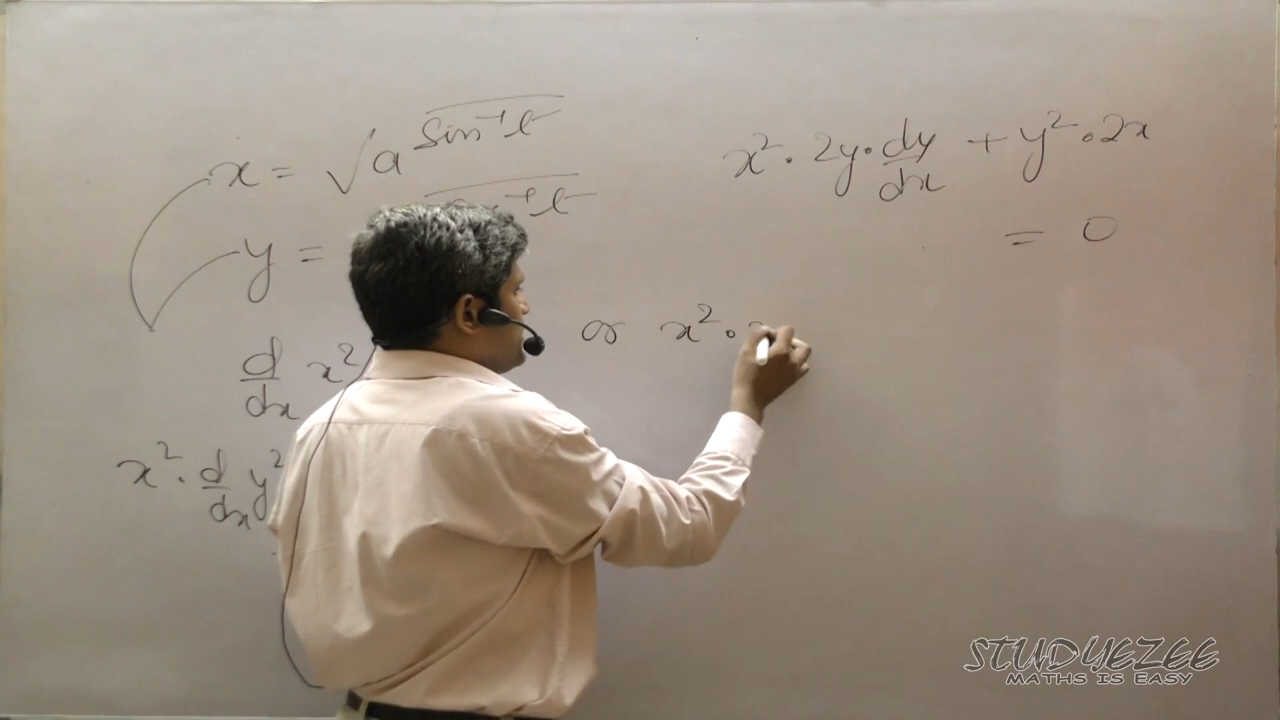 x = √a^sin⁻¹t
y =
d/dx x²
x² · d/dx y²
x² · 2y · dy/dx + y² · 2x
= 0
or x² ·
STUDYEZEE
MATHS IS EASY